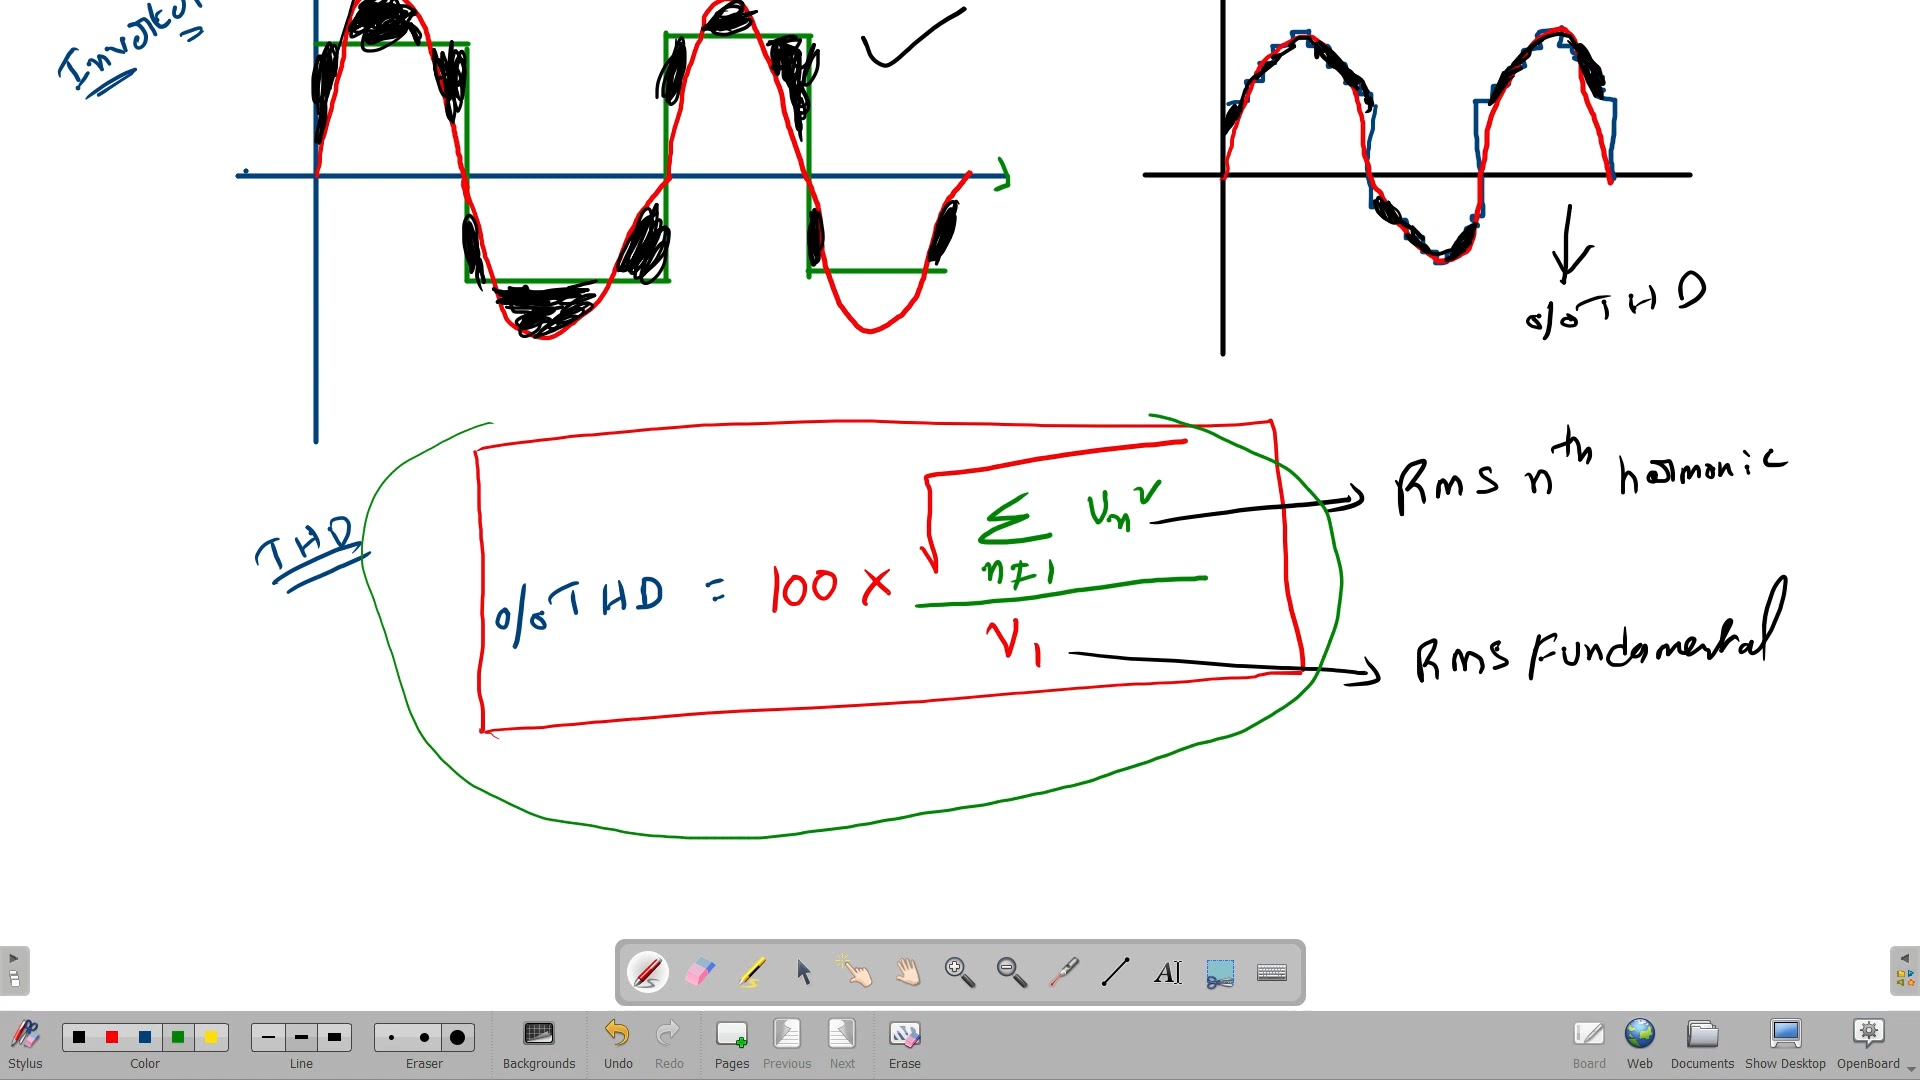 Inverter
%THD
THD
%THD = 100 × √ Σ n≠1 Vn² / V1
Rms nth harmonic
Rms Fundamental
Stylus
Color
Line
Eraser
Backgrounds
Undo
Redo
Pages
Previous
Next
Erase
Board
Web
Documents
Show Desktop
OpenBoard